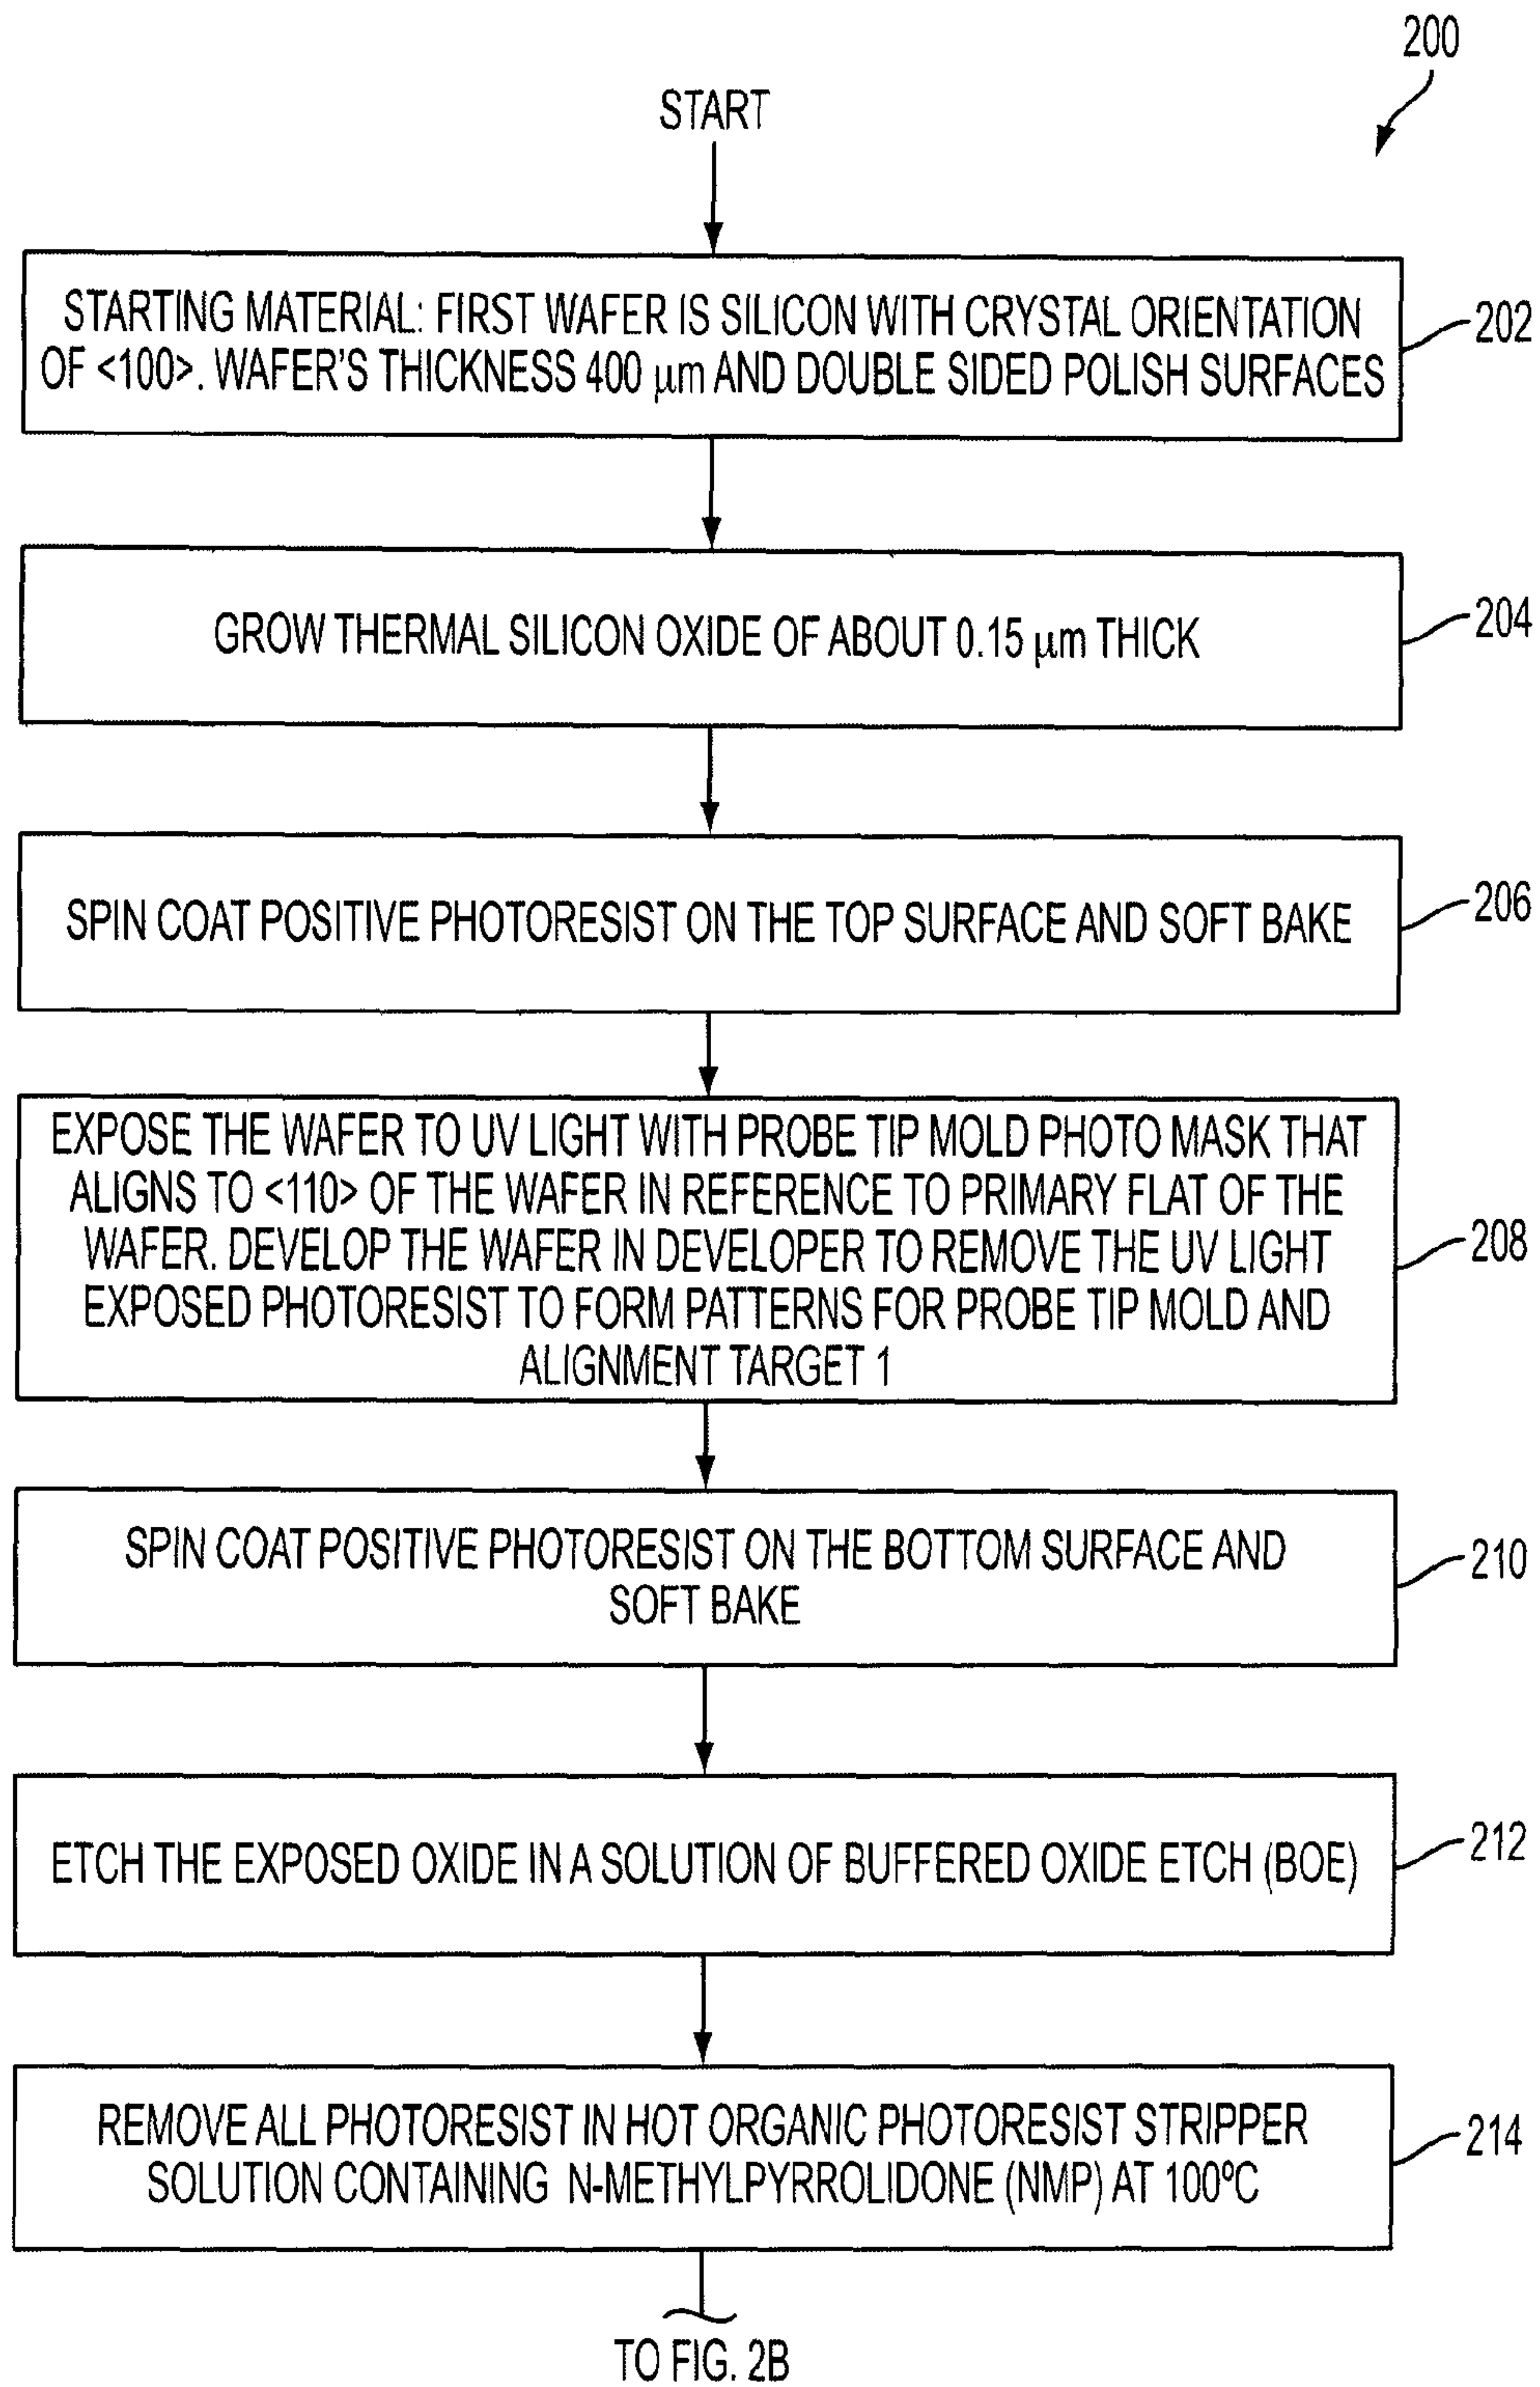 200
START
STARTING MATERIAL: FIRST WAFER IS SILICON WITH CRYSTAL ORIENTATION
OF <100>. WAFER'S THICKNESS 400 μm AND DOUBLE SIDED POLISH SURFACES
202
GROW THERMAL SILICON OXIDE OF ABOUT 0.15 μm THICK
204
SPIN COAT POSITIVE PHOTORESIST ON THE TOP SURFACE AND SOFT BAKE
206
EXPOSE THE WAFER TO UV LIGHT WITH PROBE TIP MOLD PHOTO MASK THAT
ALIGNS TO <110> OF THE WAFER IN REFERENCE TO PRIMARY FLAT OF THE
WAFER. DEVELOP THE WAFER IN DEVELOPER TO REMOVE THE UV LIGHT
EXPOSED PHOTORESIST TO FORM PATTERNS FOR PROBE TIP MOLD AND
ALIGNMENT TARGET 1
208
SPIN COAT POSITIVE PHOTORESIST ON THE BOTTOM SURFACE AND
SOFT BAKE
210
ETCH THE EXPOSED OXIDE IN A SOLUTION OF BUFFERED OXIDE ETCH (BOE)
212
REMOVE ALL PHOTORESIST IN HOT ORGANIC PHOTORESIST STRIPPER
SOLUTION CONTAINING N-METHYLPYRROLIDONE (NMP) AT 100ºC
214
TO FIG. 2B